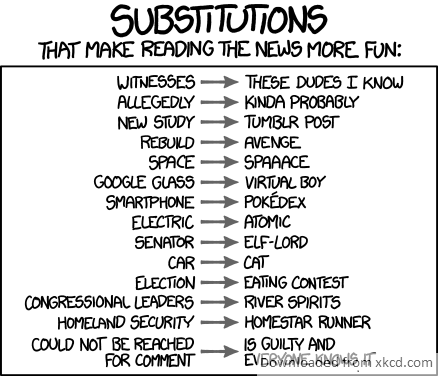 SUBSTITUTIONS
THAT MAKE READING THE NEWS MORE FUN:
WITNESSES → THESE DUDES I KNOW
ALLEGEDLY → KINDA PROBABLY
NEW STUDY → TUMBLR POST
REBUILD → AVENGE
SPACE → SPAAACE
GOOGLE GLASS → VIRTUAL BOY
SMARTPHONE → POKÉDEX
ELECTRIC → ATOMIC
SENATOR → ELF-LORD
CAR → CAT
ELECTION → EATING CONTEST
CONGRESSIONAL LEADERS → RIVER SPIRITS
HOMELAND SECURITY → HOMESTAR RUNNER
COULD NOT BE REACHED → IS GUILTY AND
FOR COMMENT EVERYONE KNOWS IT
Downloaded from xkcd.com